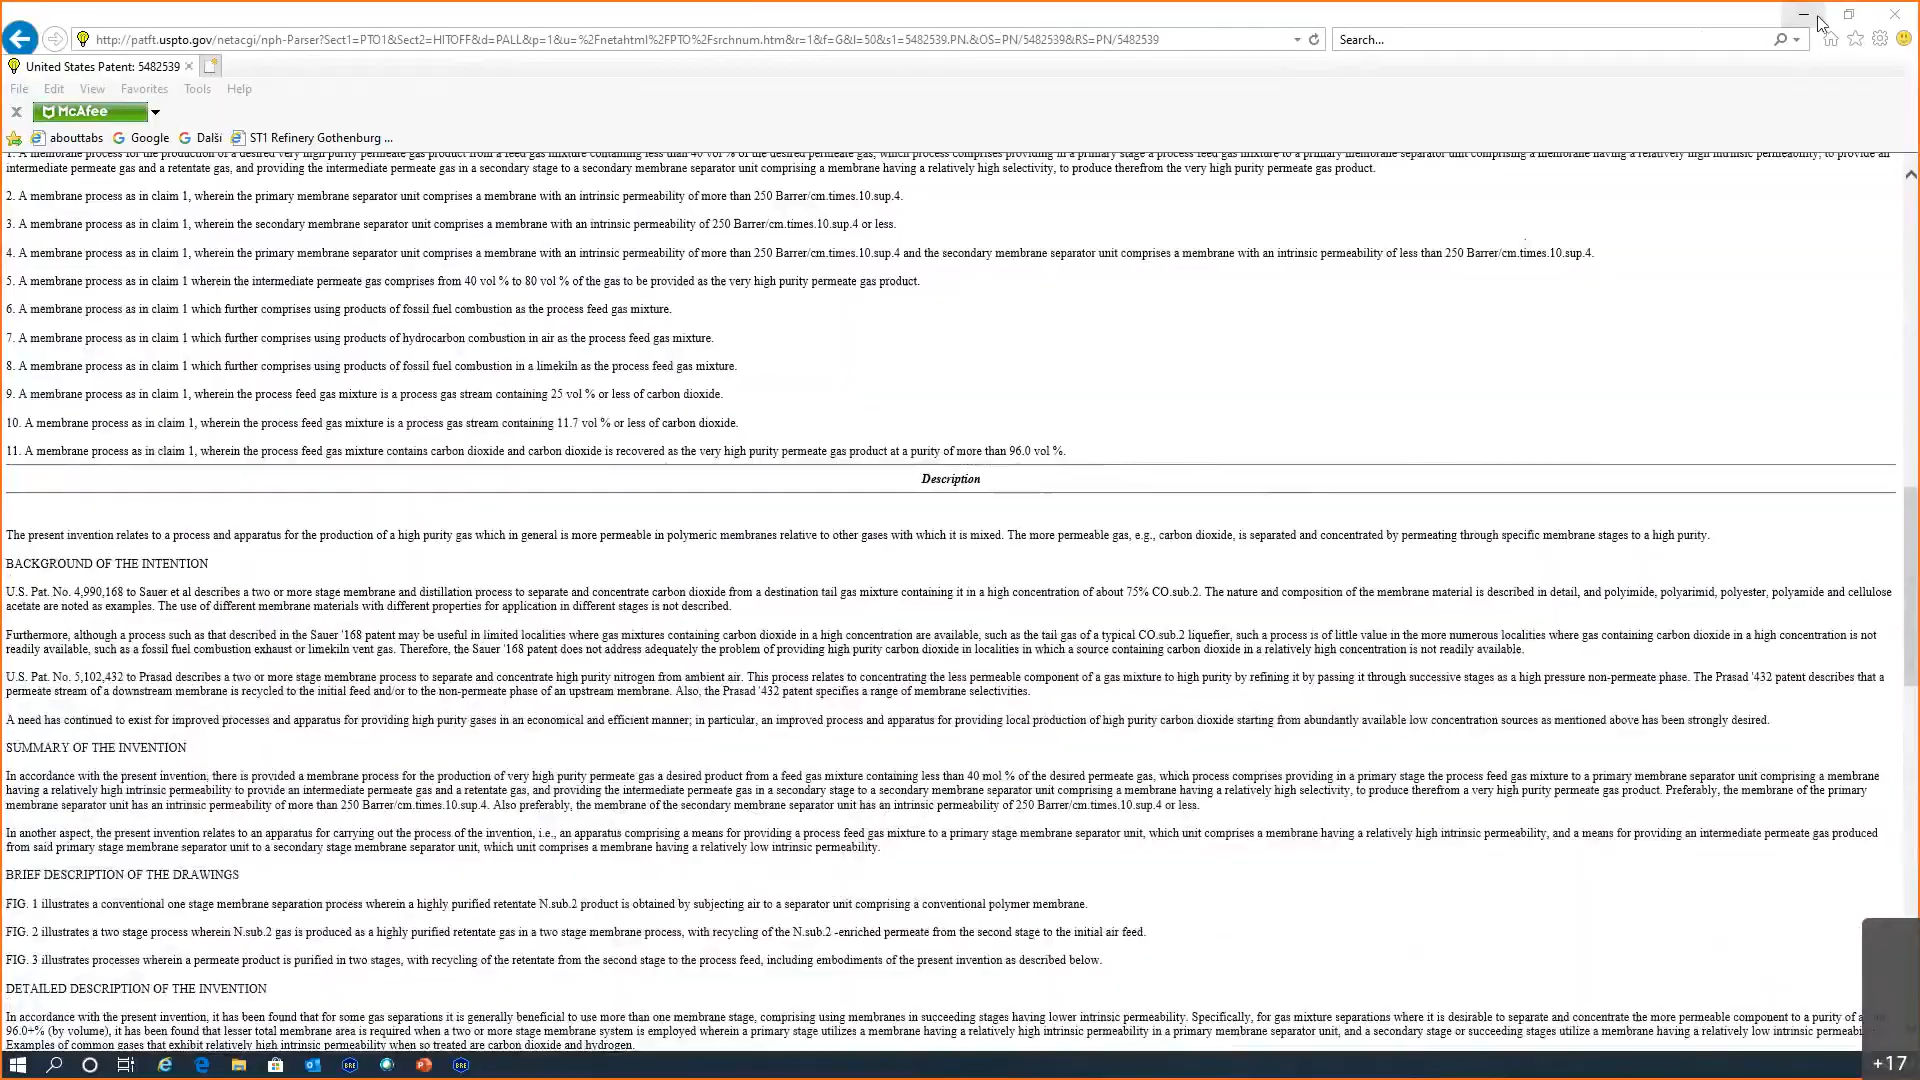 http://patft.uspto.gov/netacgi/nph-Parser?Sect1=PTO1&Sect2=HITOFF&d=PALL&p=1&u=%2Fnetahtml%2FPTO%2Fsrchnum.htm&r=1&f=G&l=50&s1=5482539.PN.&OS=PN/5482539&RS=PN/5482539
Search...
United States Patent: 5482539
File Edit View Favorites Tools Help
McAfee
abouttabs Google Další ST1 Refinery Gothenburg ...
1. A membrane process for the production of a desired very high purity permeate gas product from a feed gas mixture containing less than 40 vol % of the desired permeate gas, which process comprises providing in a primary stage a process feed gas mixture to a primary membrane separator unit comprising a membrane having a relatively high intrinsic permeability, to provide an
intermediate permeate gas and a retentate gas, and providing the intermediate permeate gas in a secondary stage to a secondary membrane separator unit comprising a membrane having a relatively high selectivity, to produce therefrom the very high purity permeate gas product.
2. A membrane process as in claim 1, wherein the primary membrane separator unit comprises a membrane with an intrinsic permeability of more than 250 Barrer/cm.times.10.sup.4.
3. A membrane process as in claim 1, wherein the secondary membrane separator unit comprises a membrane with an intrinsic permeability of 250 Barrer/cm.times.10.sup.4 or less.
4. A membrane process as in claim 1, wherein the primary membrane separator unit comprises a membrane with an intrinsic permeability of more than 250 Barrer/cm.times.10.sup.4 and the secondary membrane separator unit comprises a membrane with an intrinsic permeability of less than 250 Barrer/cm.times.10.sup.4.
5. A membrane process as in claim 1 wherein the intermediate permeate gas comprises from 40 vol % to 80 vol % of the gas to be provided as the very high purity permeate gas product.
6. A membrane process as in claim 1 which further comprises using products of fossil fuel combustion as the process feed gas mixture.
7. A membrane process as in claim 1 which further comprises using products of hydrocarbon combustion in air as the process feed gas mixture.
8. A membrane process as in claim 1 which further comprises using products of fossil fuel combustion in a limekiln as the process feed gas mixture.
9. A membrane process as in claim 1, wherein the process feed gas mixture is a process gas stream containing 25 vol % or less of carbon dioxide.
10. A membrane process as in claim 1, wherein the process feed gas mixture is a process gas stream containing 11.7 vol % or less of carbon dioxide.
11. A membrane process as in claim 1, wherein the process feed gas mixture contains carbon dioxide and carbon dioxide is recovered as the very high purity permeate gas product at a purity of more than 96.0 vol %.
Description
The present invention relates to a process and apparatus for the production of a high purity gas which in general is more permeable in polymeric membranes relative to other gases with which it is mixed. The more permeable gas, e.g., carbon dioxide, is separated and concentrated by permeating through specific membrane stages to a high purity.
BACKGROUND OF THE INTENTION
U.S. Pat. No. 4,990,168 to Sauer et al describes a two or more stage membrane and distillation process to separate and concentrate carbon dioxide from a destination tail gas mixture containing it in a high concentration of about 75% CO.sub.2. The nature and composition of the membrane material is described in detail, and polyimide, polyarimid, polyester, polyamide and cellulose
acetate are noted as examples. The use of different membrane materials with different properties for application in different stages is not described.
Furthermore, although a process such as that described in the Sauer '168 patent may be useful in limited localities where gas mixtures containing carbon dioxide in a high concentration are available, such as the tail gas of a typical CO.sub.2 liquefier, such a process is of little value in the more numerous localities where gas containing carbon dioxide in a high concentration is not
readily available, such as a fossil fuel combustion exhaust or limekiln vent gas. Therefore, the Sauer '168 patent does not address adequately the problem of providing high purity carbon dioxide in localities in which a source containing carbon dioxide in a relatively high concentration is not readily available.
U.S. Pat. No. 5,102,432 to Prasad describes a two or more stage membrane process to separate and concentrate high purity nitrogen from ambient air. This process relates to concentrating the less permeable component of a gas mixture to high purity by refining it by passing it through successive stages as a high pressure non-permeate phase. The Prasad '432 patent describes that a
permeate stream of a downstream membrane is recycled to the initial feed and/or to the non-permeate phase of an upstream membrane. Also, the Prasad '432 patent specifies a range of membrane selectivities.
A need has continued to exist for improved processes and apparatus for providing high purity gases in an economical and efficient manner; in particular, an improved process and apparatus for providing local production of high purity carbon dioxide starting from abundantly available low concentration sources as mentioned above has been strongly desired.
SUMMARY OF THE INVENTION
In accordance with the present invention, there is provided a membrane process for the production of very high purity permeate gas a desired product from a feed gas mixture containing less than 40 mol % of the desired permeate gas, which process comprises providing in a primary stage the process feed gas mixture to a primary membrane separator unit comprising a membrane
having a relatively high intrinsic permeability to provide an intermediate permeate gas and a retentate gas, and providing the intermediate permeate gas in a secondary stage to a secondary membrane separator unit comprising a membrane having a relatively high selectivity, to produce therefrom a very high purity permeate gas product. Preferably, the membrane of the primary
membrane separator unit has an intrinsic permeability of more than 250 Barrer/cm.times.10.sup.4. Also preferably, the membrane of the secondary membrane separator unit has an intrinsic permeability of 250 Barrer/cm.times.10.sup.4 or less.
In another aspect, the present invention relates to an apparatus for carrying out the process of the invention, i.e., an apparatus comprising a means for providing a process feed gas mixture to a primary stage membrane separator unit, which unit comprises a membrane having a relatively high intrinsic permeability, and a means for providing an intermediate permeate gas produced
from said primary stage membrane separator unit to a secondary stage membrane separator unit, which unit comprises a membrane having a relatively low intrinsic permeability.
BRIEF DESCRIPTION OF THE DRAWINGS
FIG. 1 illustrates a conventional one stage membrane separation process wherein a highly purified retentate N.sub.2 product is obtained by subjecting air to a separator unit comprising a conventional polymer membrane.
FIG. 2 illustrates a two stage process wherein N.sub.2 gas is produced as a highly purified retentate gas in a two stage membrane process, with recycling of the N.sub.2 -enriched permeate from the second stage to the initial air feed.
FIG. 3 illustrates processes wherein a permeate product is purified in two stages, with recycling of the retentate from the second stage to the process feed, including embodiments of the present invention as described below.
DETAILED DESCRIPTION OF THE INVENTION
In accordance with the present invention, it has been found that for some gas separations it is generally beneficial to use more than one membrane stage, comprising using membranes in succeeding stages having lower intrinsic permeability. Specifically, for gas mixture separations where it is desirable to separate and concentrate the more permeable component to a purity of
96.0+% (by volume), it has been found that lesser total membrane area is required when a two or more stage membrane system is employed wherein a primary stage utilizes a membrane having a relatively high intrinsic permeability in a primary membrane separator unit, and a secondary stage or succeeding stages utilize a membrane having a relatively low intrinsic
Examples of common gases that exhibit relatively high intrinsic permeability when so treated are carbon dioxide and hydrogen.
BRE BRE
+17